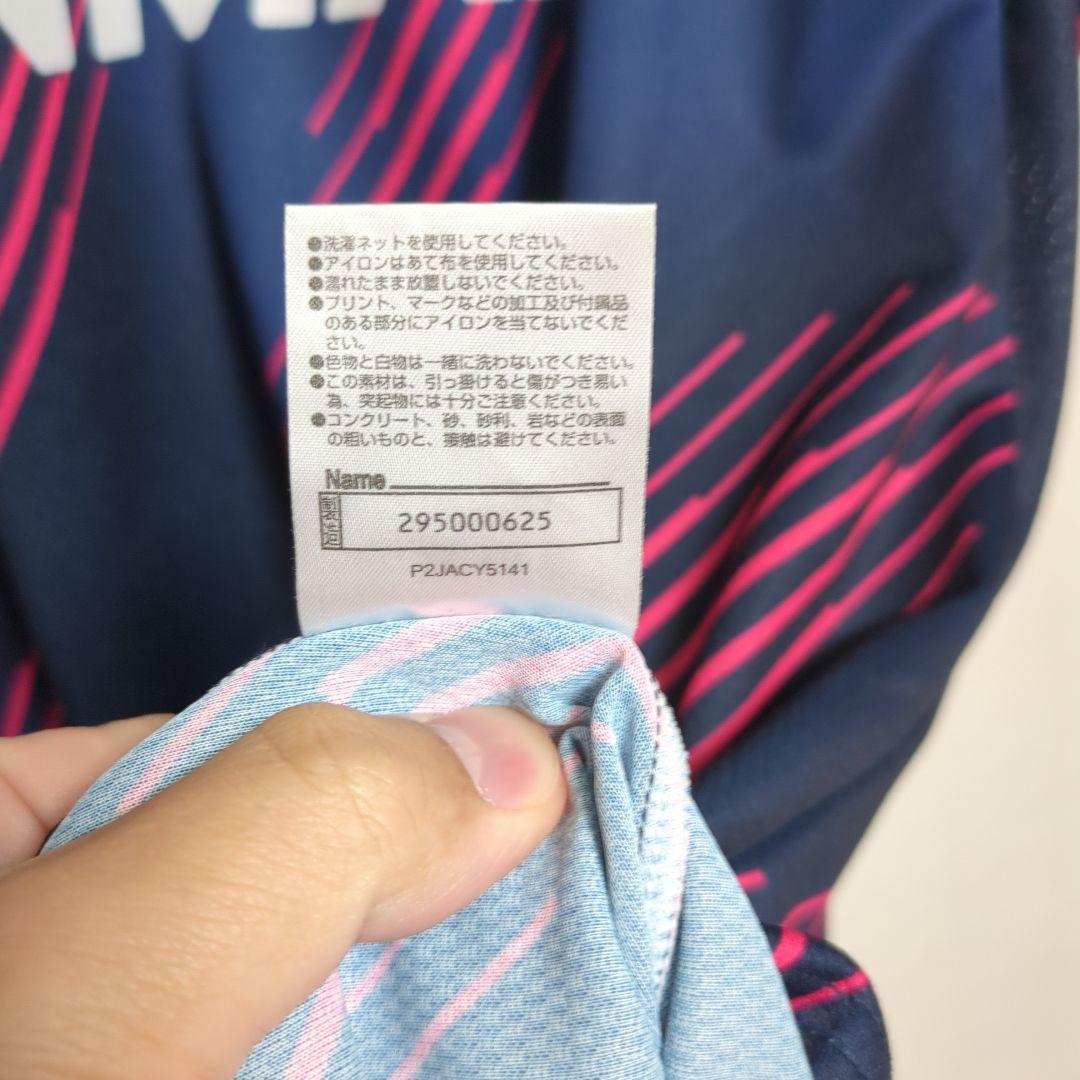 ●洗濯ネットを使用してください。
●アイロンはあて布を使用してください。
●濡れたまま放置しないでください。
●プリント、マークなどの加工及び付属品
のある部分にアイロンを当てないでくだ
さい。
●色物と白物は一緒に洗わないでください。
●この素材は、引っ掛けると傷がつき易い
為、突起物には十分ご注意ください。
●コンクリート、砂、砂利、岩などの表面
の粗いものと、接触は避けてください。
Name
295000625
P2JACY5141